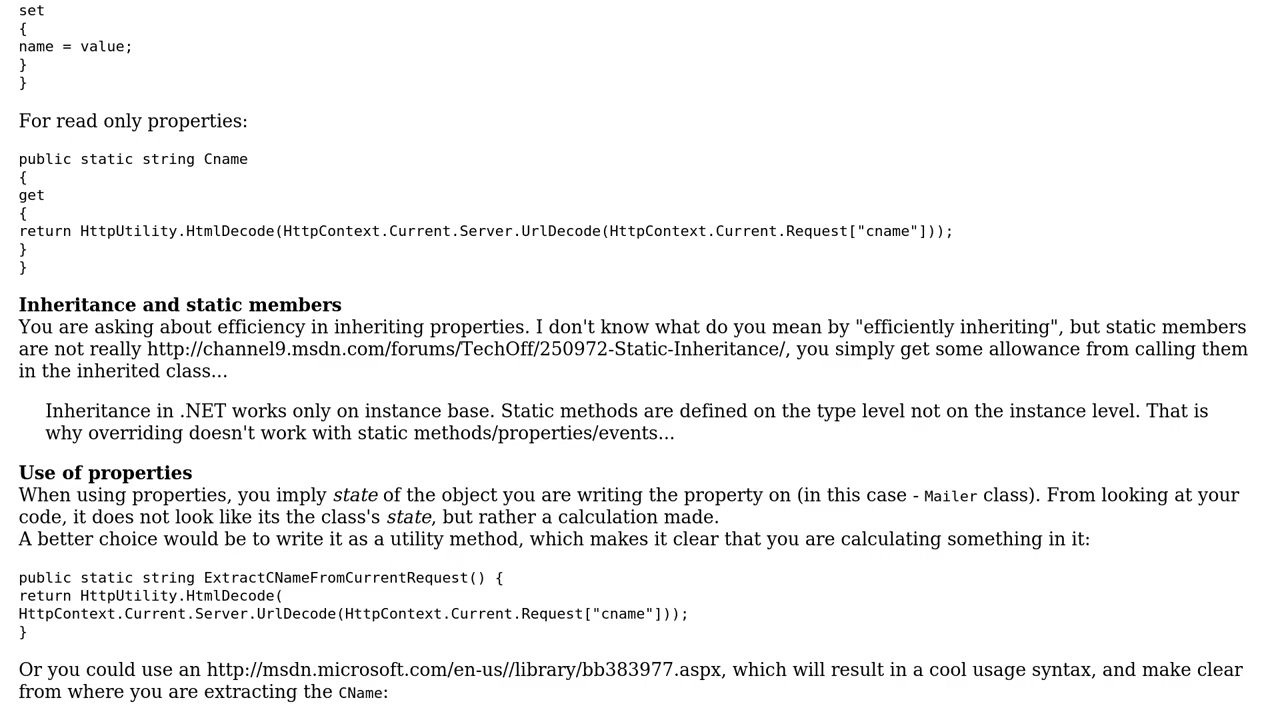 set
{
name = value;
}
}
For read only properties:
public static string Cname
{
get
{
return HttpUtility.HtmlDecode(HttpContext.Current.Server.UrlDecode(HttpContext.Current.Request["cname"]));
}
}
Inheritance and static members
You are asking about efficiency in inheriting properties. I don't know what do you mean by "efficiently inheriting", but static members
are not really http://channel9.msdn.com/forums/TechOff/250972-Static-Inheritance/, you simply get some allowance from calling them
in the inherited class...
Inheritance in .NET works only on instance base. Static methods are defined on the type level not on the instance level. That is
why overriding doesn't work with static methods/properties/events...
Use of properties
When using properties, you imply state of the object you are writing the property on (in this case - Mailer class). From looking at your
code, it does not look like its the class's state, but rather a calculation made.
A better choice would be to write it as a utility method, which makes it clear that you are calculating something in it:
public static string ExtractCNameFromCurrentRequest() {
return HttpUtility.HtmlDecode(
HttpContext.Current.Server.UrlDecode(HttpContext.Current.Request["cname"]));
}
Or you could use an http://msdn.microsoft.com/en-us//library/bb383977.aspx, which will result in a cool usage syntax, and make clear
from where you are extracting the CName: